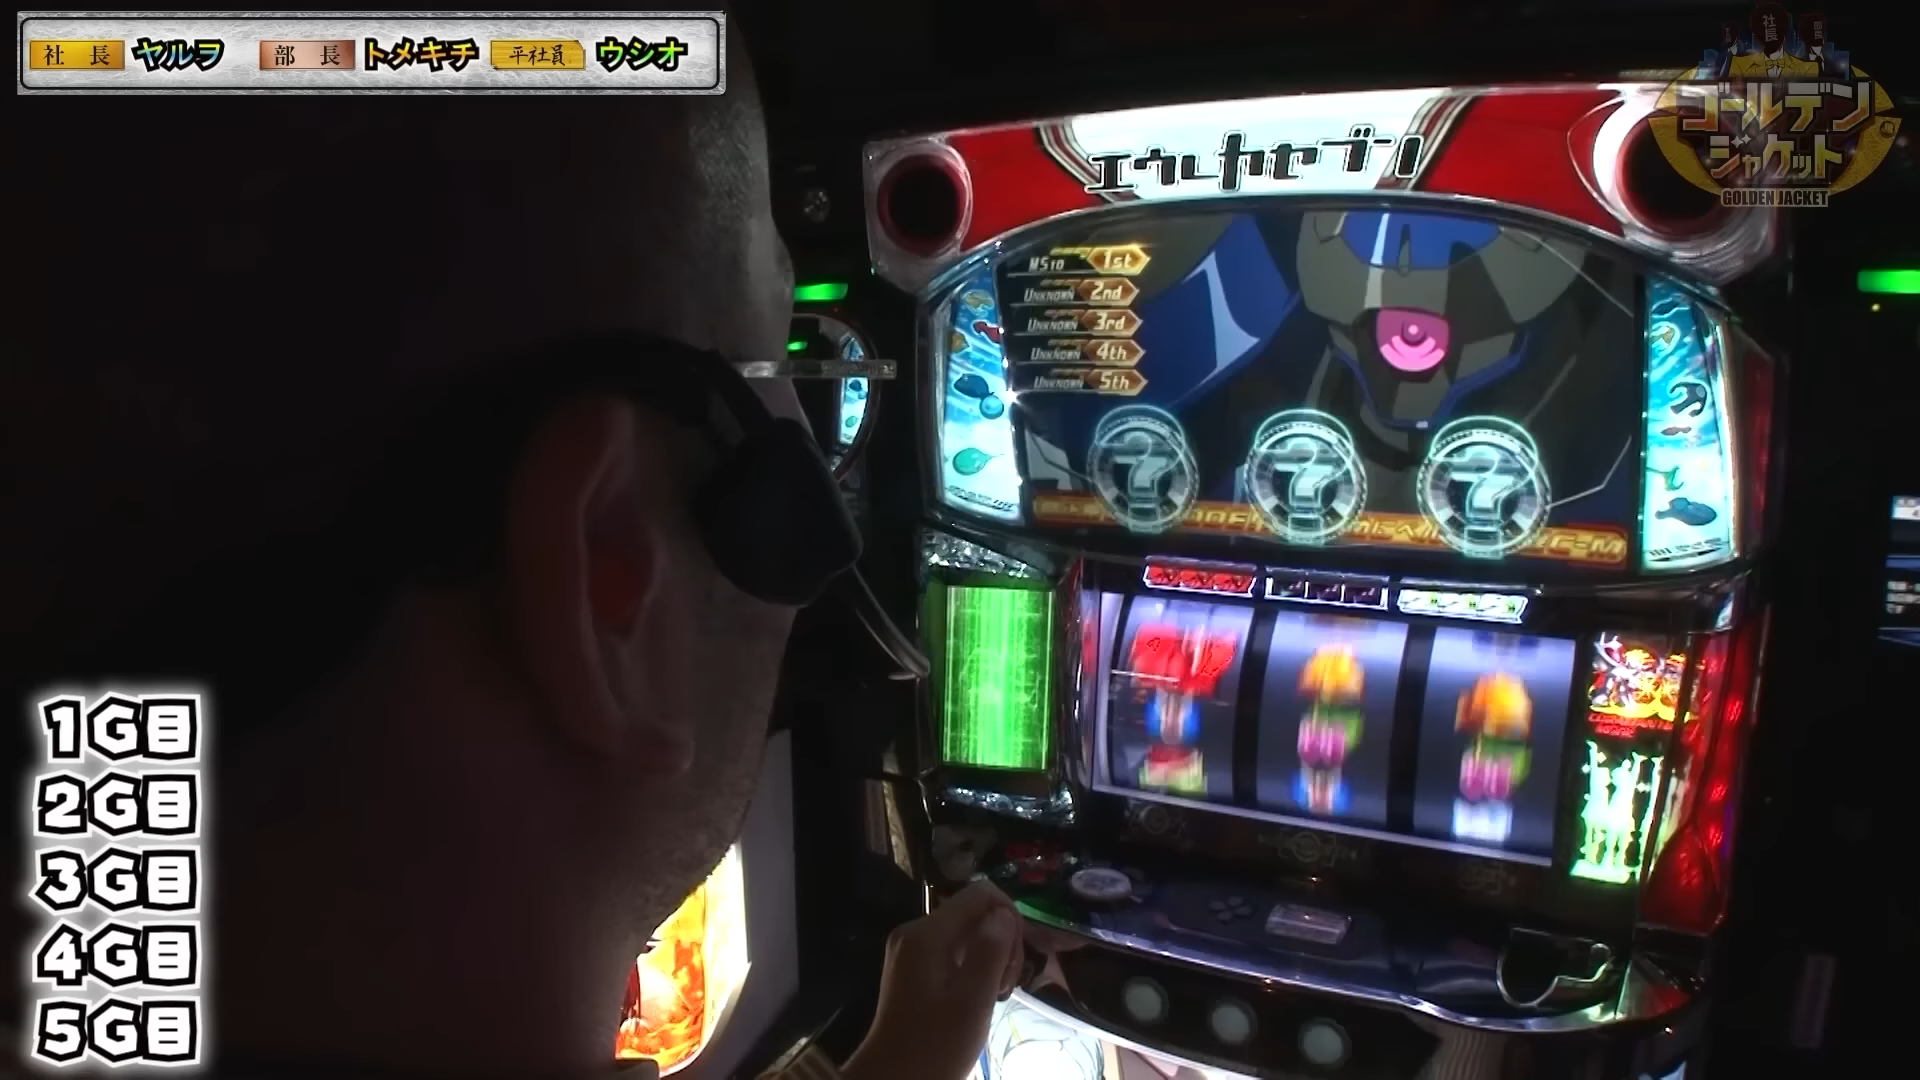 社長 ヤルヲ 部長 トメキチ 平社員 ウシオ
ゴールデン
ジャケット
GOLDEN JACKET
エウレカセブン
MS10 1st
UNKNOWN 2nd
UNKNOWN 3rd
UNKNOWN 4th
UNKNOWN 5th
? ? ?
1G目
2G目
3G目
4G目
5G目